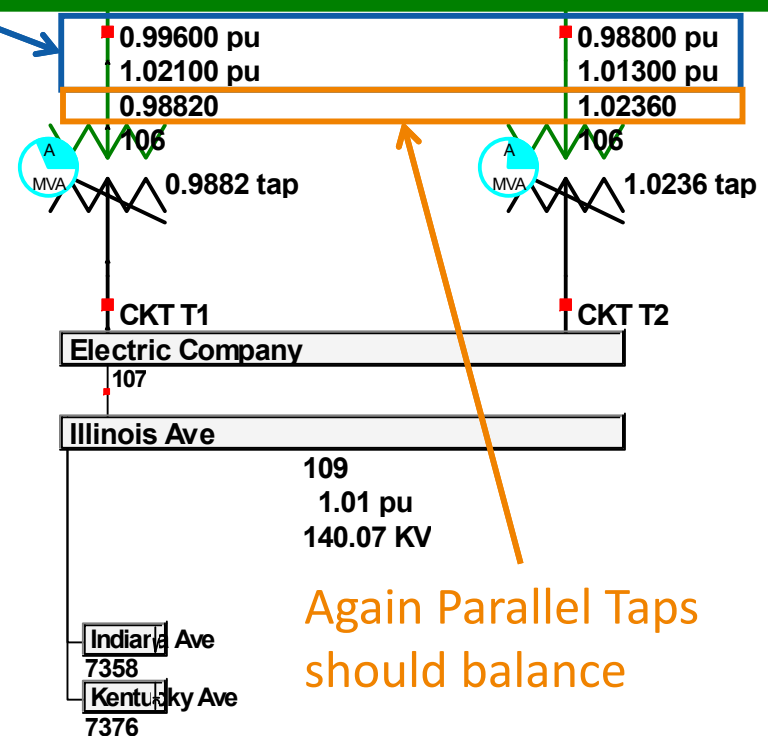 0.99600 pu
0.98800 pu
1.02100 pu
1.01300 pu
0.98820
1.02360
106
106
A
MVA
0.9882 tap
A
MVA
1.0236 tap
CKT T1
CKT T2
Electric Company
107
Illinois Ave
109
1.01 pu
140.07 KV
Again Parallel Taps
should balance
Indiana Ave
7358
Kentucky Ave
7376